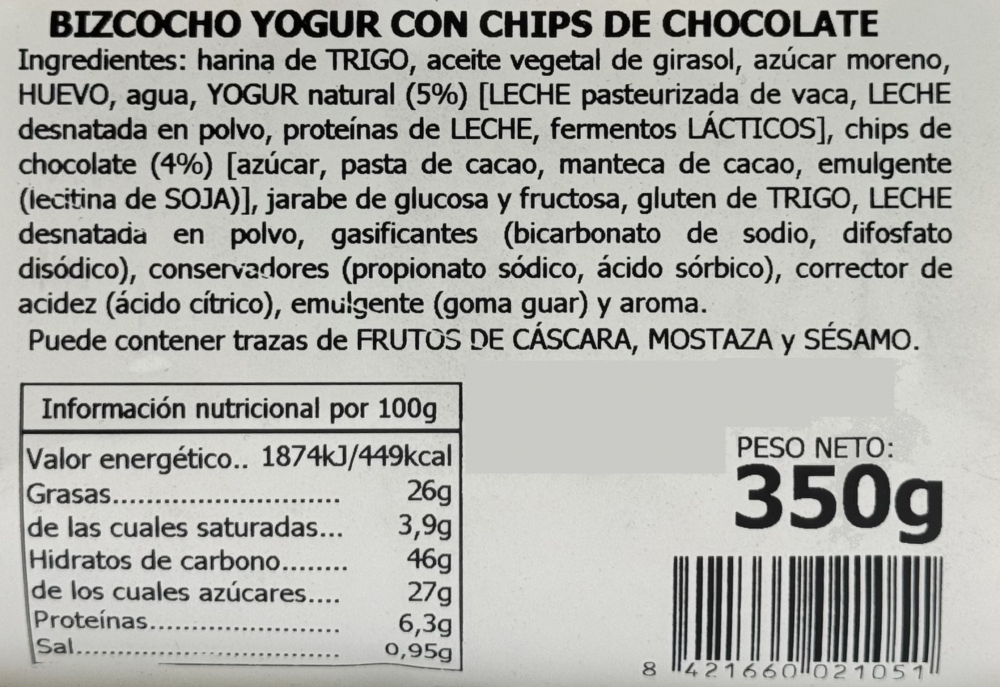 BIZCOCHO YOGUR CON CHIPS DE CHOCOLATE
Ingredientes: harina de TRIGO, aceite vegetal de girasol, azúcar moreno,
HUEVO, agua, YOGUR natural (5%) [LECHE pasteurizada de vaca, LECHE
desnatada en polvo, proteínas de LECHE, fermentos LÁCTICOS], chips de
chocolate (4%) [azúcar, pasta de cacao, manteca de cacao, emulgente
(lecitina de SOJA)], jarabe de glucosa y fructosa, gluten de TRIGO, LECHE
desnatada en polvo, gasificantes (bicarbonato de sodio, difosfato
disódico), conservadores (propionato sódico, ácido sórbico), corrector de
acidez (ácido cítrico), emulgente (goma guar) y aroma.
Puede contener trazas de FRUTOS DE CÁSCARA, MOSTAZA y SÉSAMO.
Información nutricional por 100g
Valor energético.. 1874kJ/449kcal
Grasas........................... 26g
de las cuales saturadas... 3,9g
Hidratos de carbono........ 46g
de los cuales azúcares.... 27g
Proteínas....................... 6,3g
Sal................................ 0,95g
PESO NETO:
350g
8 421660 021051